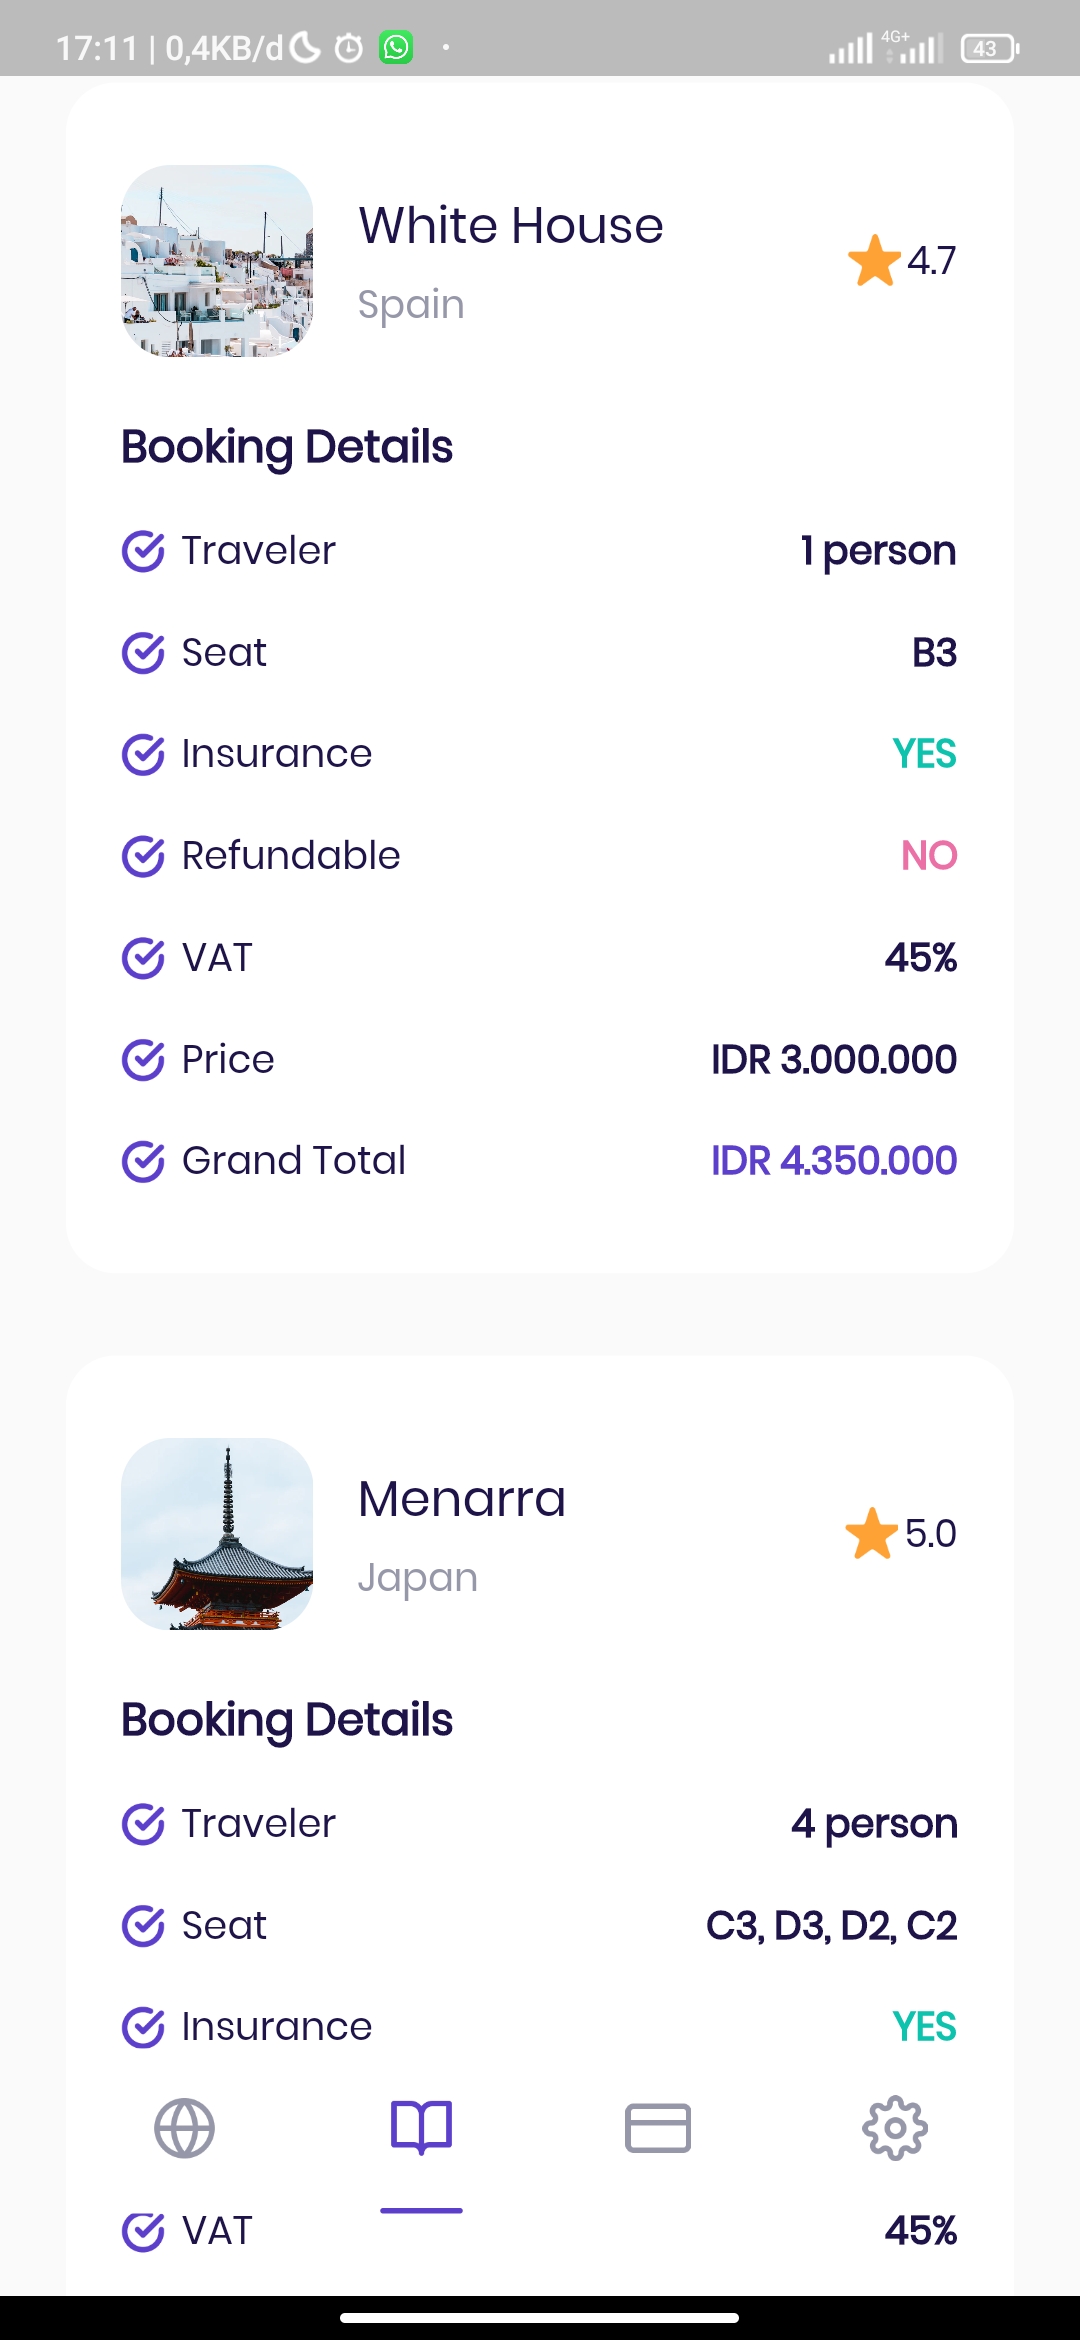 17:11 | 0,4KB/d
4G+
43
White House
Spain
4.7
Booking Details
Traveler 1 person
Seat B3
Insurance YES
Refundable NO
VAT 45%
Price IDR 3.000.000
Grand Total IDR 4.350.000
Menarra
Japan
5.0
Booking Details
Traveler 4 person
Seat C3, D3, D2, C2
Insurance YES
VAT 45%